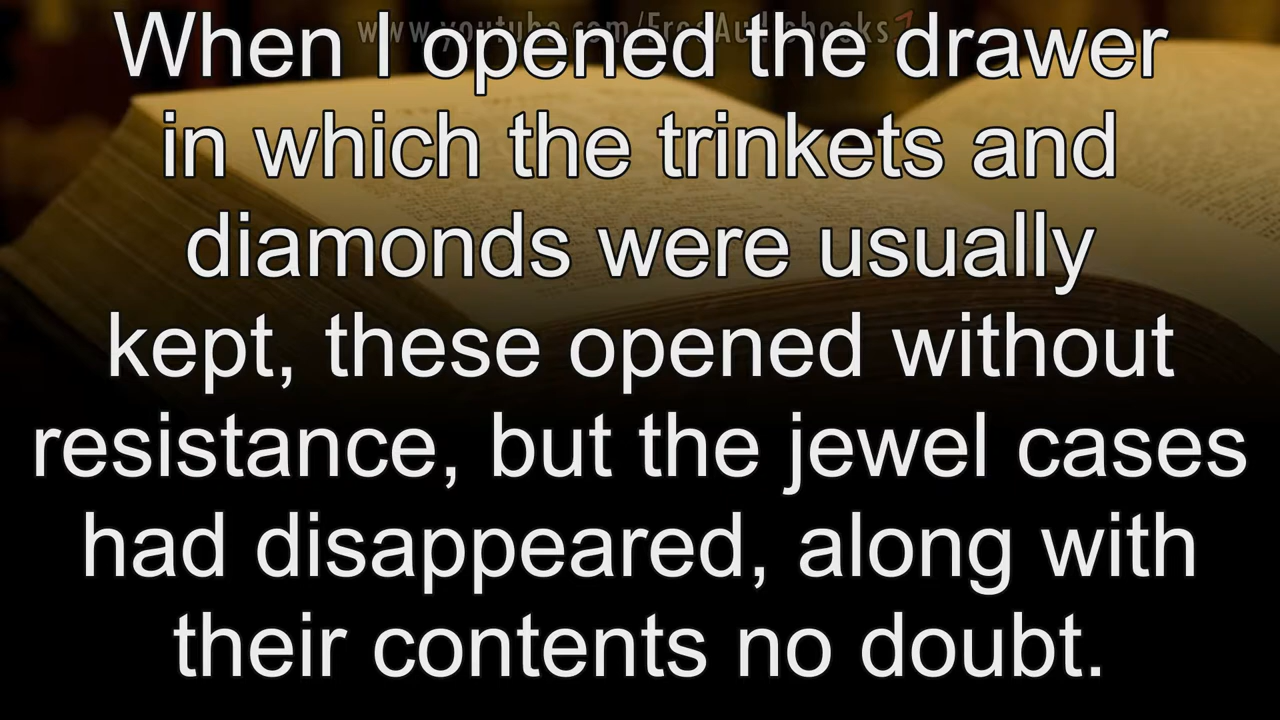 www.youtube.com/FreeAudiobooks
When I opened the drawer
in which the trinkets and
diamonds were usually
kept, these opened without
resistance, but the jewel cases
had disappeared, along with
their contents no doubt.